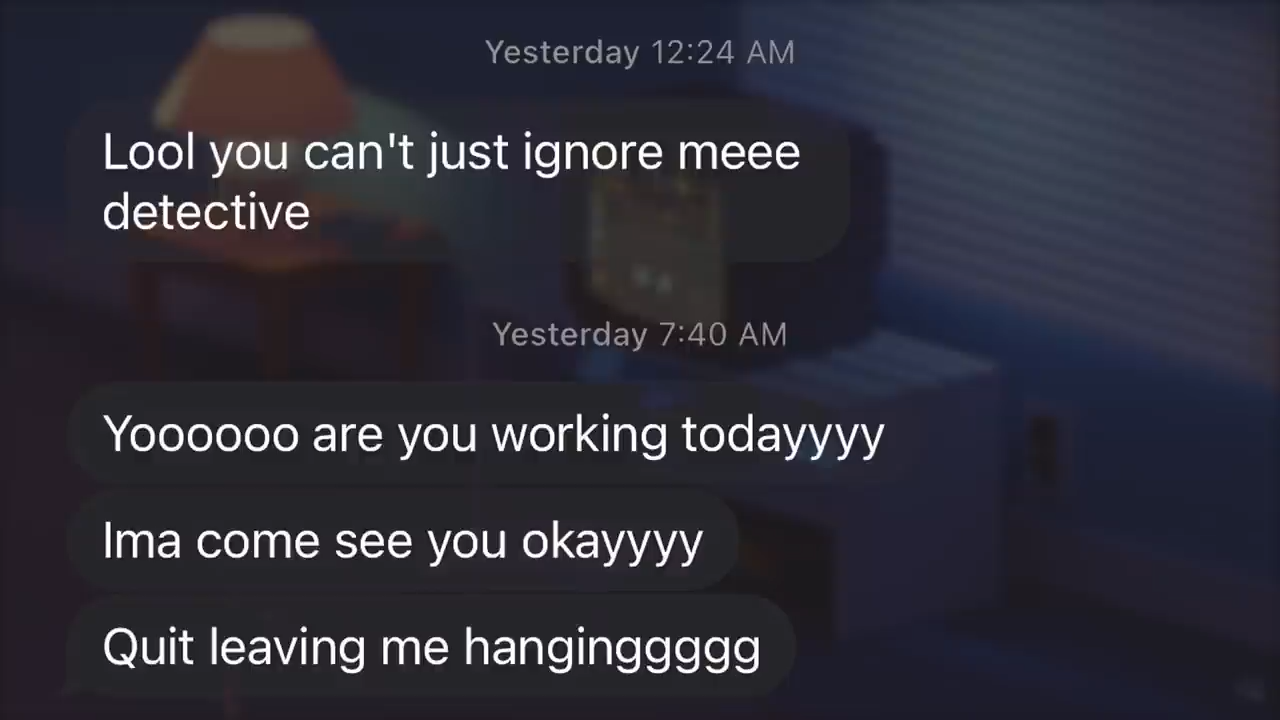 Yesterday 12:24 AM
Lool you can't just ignore meee
detective
Yesterday 7:40 AM
Yoooooo are you working todayyyy
Ima come see you okayyyy
Quit leaving me hanginggggg